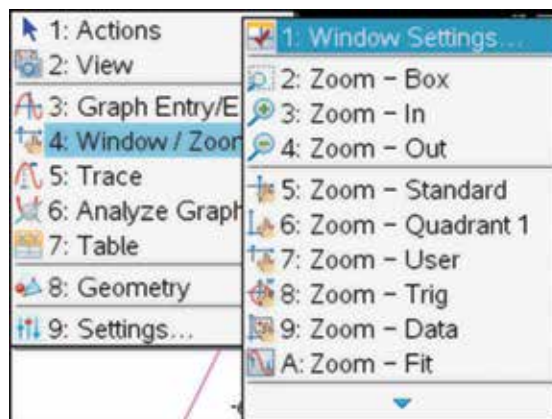 1: Actions
2: View
3: Graph Entry/E
4: Window / Zoor
5: Trace
6: Analyze Graph
7: Table
8: Geometry
9: Settings...
1: Window Settings...
2: Zoom – Box
3: Zoom – In
4: Zoom – Out
5: Zoom – Standard
6: Zoom – Quadrant 1
7: Zoom – User
8: Zoom – Trig
9: Zoom – Data
A: Zoom – Fit